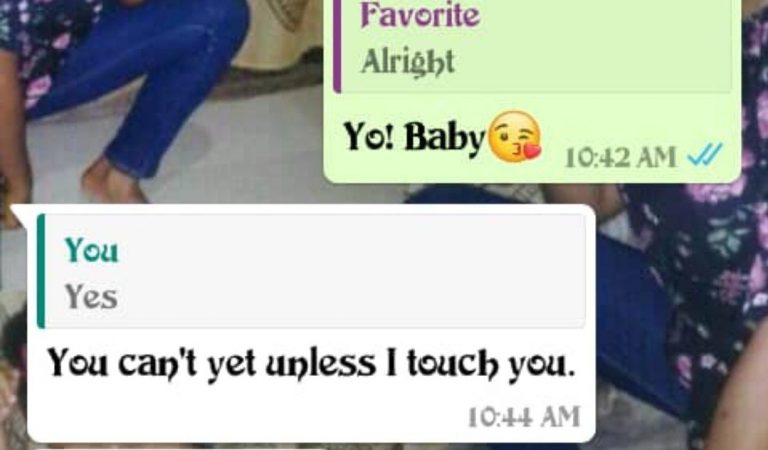 Favorite
Alright
Yo! Baby😘
10:42 AM
You
Yes
You can't yet unless I touch you.
10:44 AM